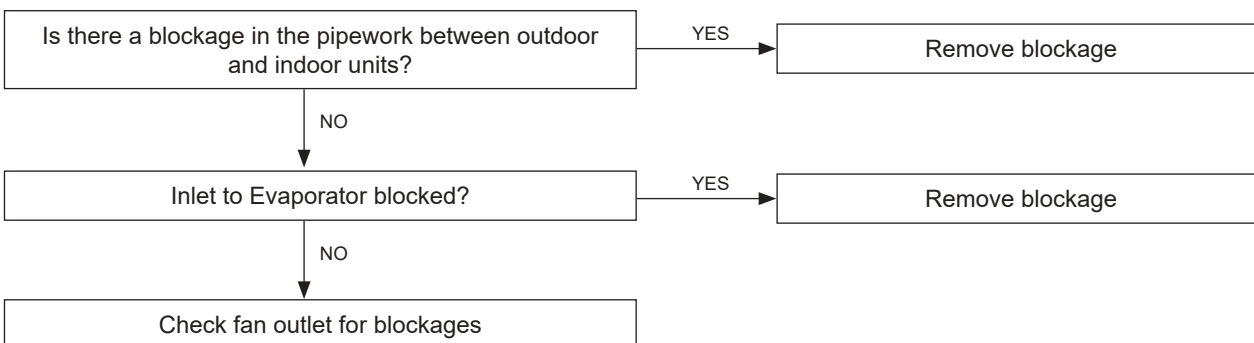 Is there a blockage in the pipework between outdoor
and indoor units?
YES
Remove blockage
NO
Inlet to Evaporator blocked?
YES
Remove blockage
NO
Check fan outlet for blockages